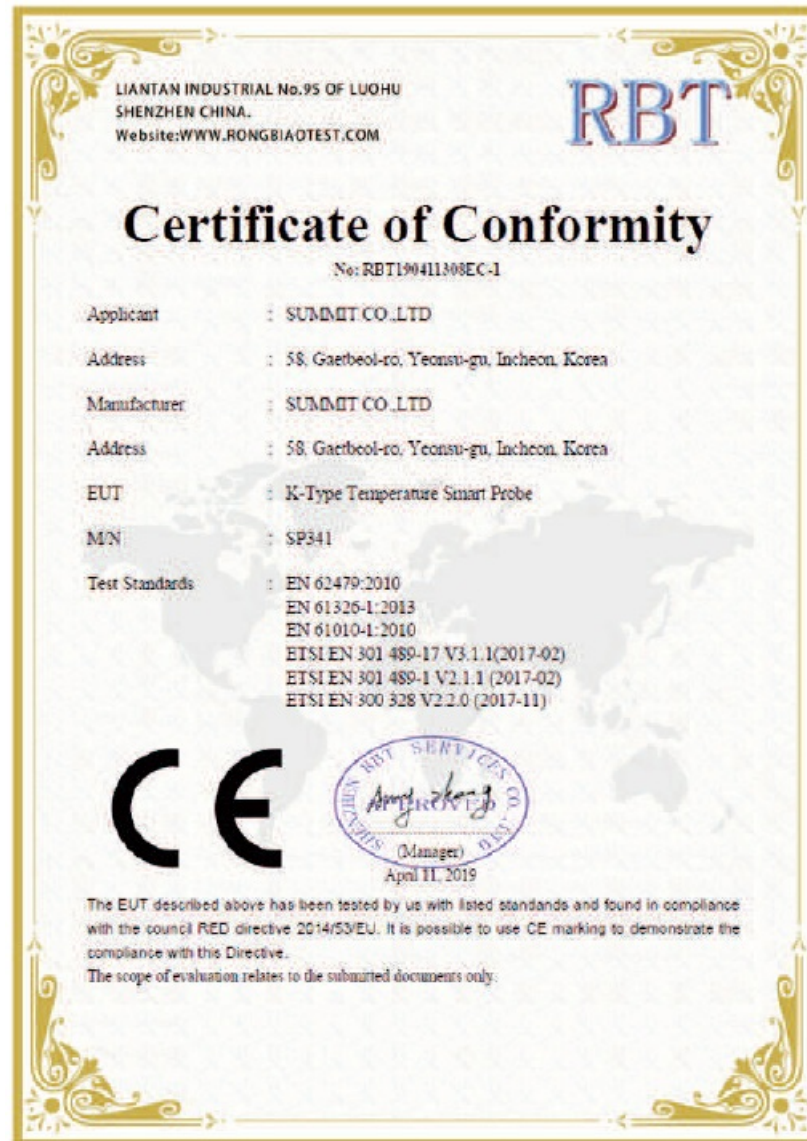 LIANTAN INDUSTRIAL No.95 OF LUOHU
SHENZHEN CHINA.
Website:WWW.RONGBIAOTEST.COM
RBT
Certificate of Conformity
No: RBT190411308EC-1
Applicant : SUMMIT CO.,LTD
Address : 58, Gaetbeol-ro, Yeonsu-gu, Incheon, Korea
Manufacturer : SUMMIT CO.,LTD
Address : 58, Gaetbeol-ro, Yeonsu-gu, Incheon, Korea
EUT : K-Type Temperature Smart Probe
M/N : SP341
Test Standards : EN 62479:2010
EN 61326-1:2013
EN 61010-1:2010
ETSI EN 301 489-17 V3.1.1(2017-02)
ETSI EN 301 489-1 V2.1.1 (2017-02)
ETSI EN 300 328 V2.2.0 (2017-11)
CE
SHENZHEN RBT SERVICES CO.,LTD
APPROVED
Amy zhang
(Manager)
April 11, 2019
The EUT described above has been tested by us with listed standards and found in compliance
with the council RED directive 2014/53/EU. It is possible to use CE marking to demonstrate the
compliance with this Directive.
The scope of evaluation relates to the submitted documents only.